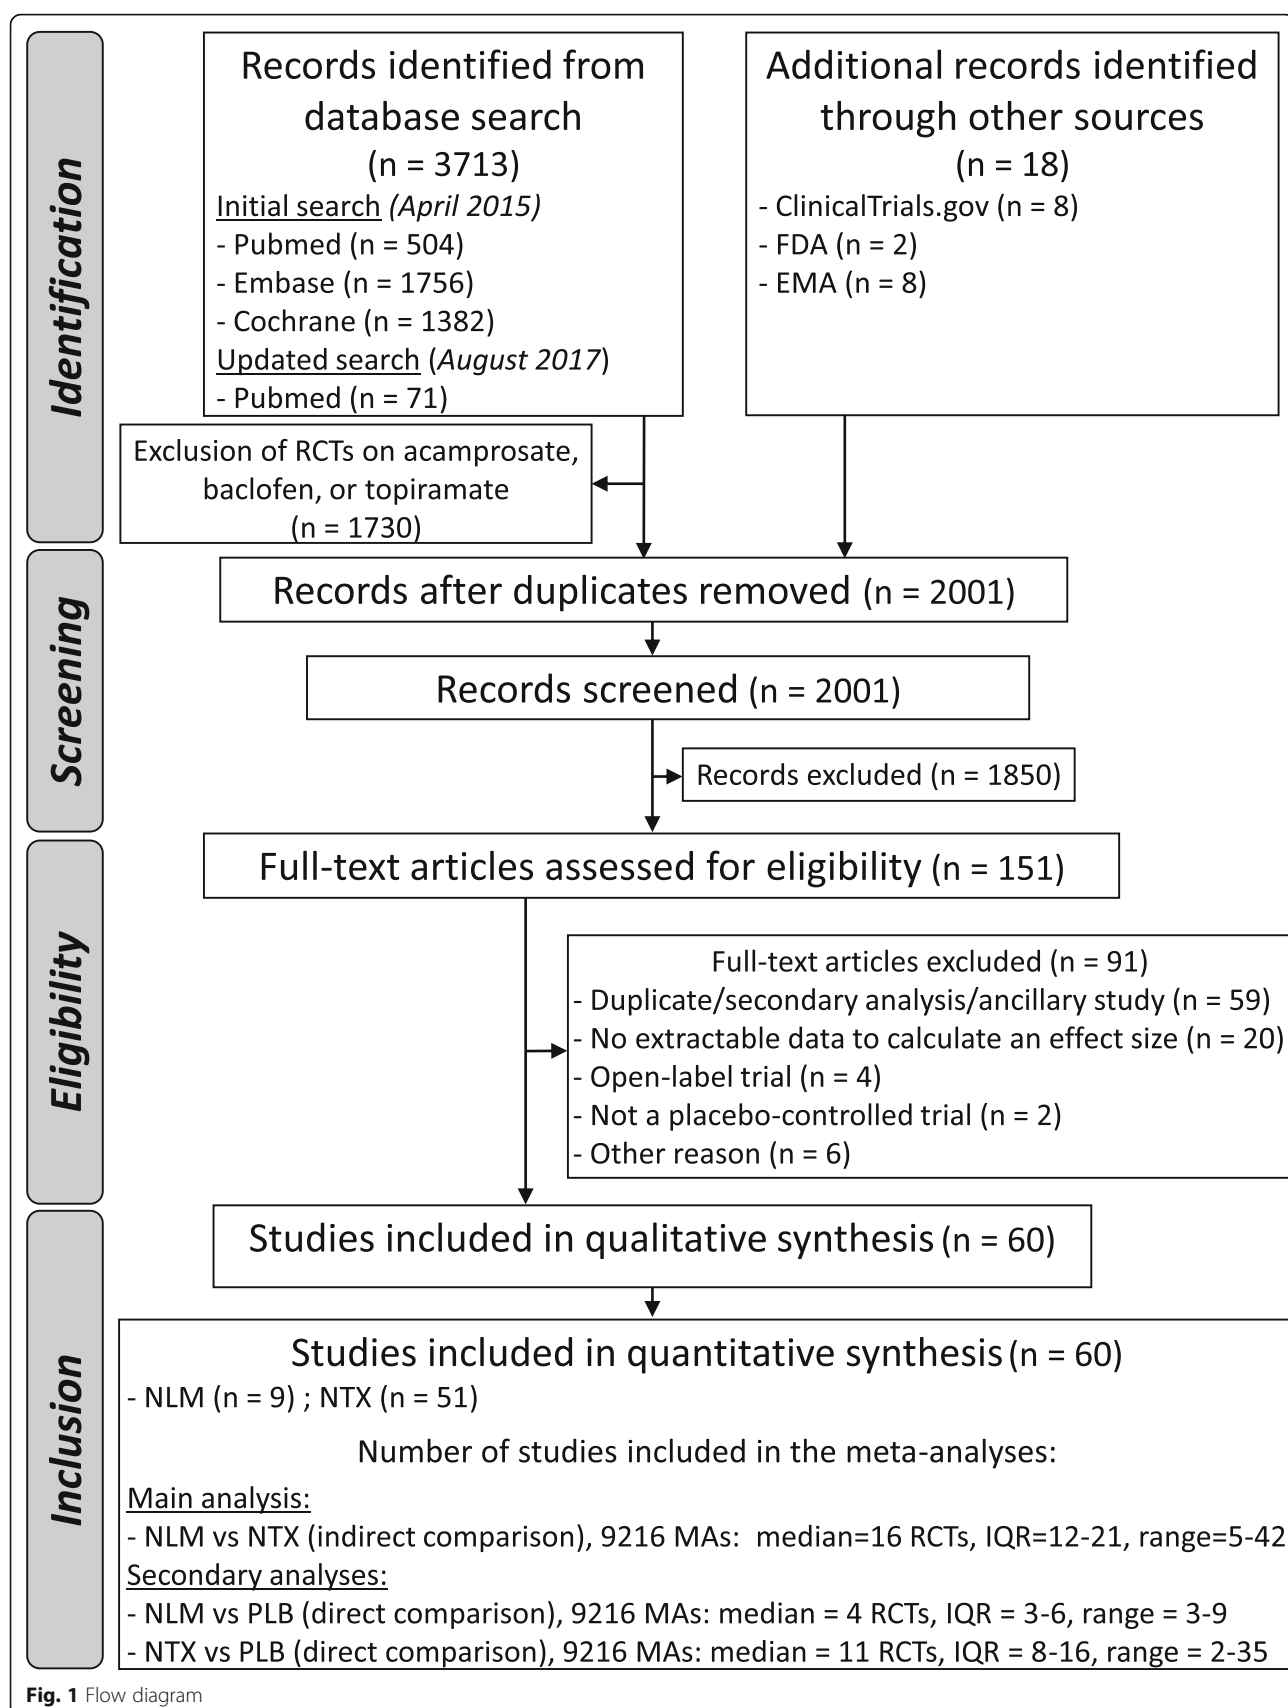 Identification
Records identified from
database search
(n = 3713)
Initial search (April 2015)
- Pubmed (n = 504)
- Embase (n = 1756)
- Cochrane (n = 1382)
Updated search (August 2017)
- Pubmed (n = 71)
Additional records identified
through other sources
(n = 18)
- ClinicalTrials.gov (n = 8)
- FDA (n = 2)
- EMA (n = 8)
Exclusion of RCTs on acamprosate,
baclofen, or topiramate
(n = 1730)
Screening
Records after duplicates removed (n = 2001)
Records screened (n = 2001)
Records excluded (n = 1850)
Eligibility
Full-text articles assessed for eligibility (n = 151)
Full-text articles excluded (n = 91)
- Duplicate/secondary analysis/ancillary study (n = 59)
- No extractable data to calculate an effect size (n = 20)
- Open-label trial (n = 4)
- Not a placebo-controlled trial (n = 2)
- Other reason (n = 6)
Inclusion
Studies included in qualitative synthesis (n = 60)
Studies included in quantitative synthesis (n = 60)
- NLM (n = 9) ; NTX (n = 51)
Number of studies included in the meta-analyses:
Main analysis:
- NLM vs NTX (indirect comparison), 9216 MAs: median=16 RCTs, IQR=12-21, range=5-42
Secondary analyses:
- NLM vs PLB (direct comparison), 9216 MAs: median = 4 RCTs, IQR = 3-6, range = 3-9
- NTX vs PLB (direct comparison), 9216 MAs: median = 11 RCTs, IQR = 8-16, range = 2-35
Fig. 1 Flow diagram